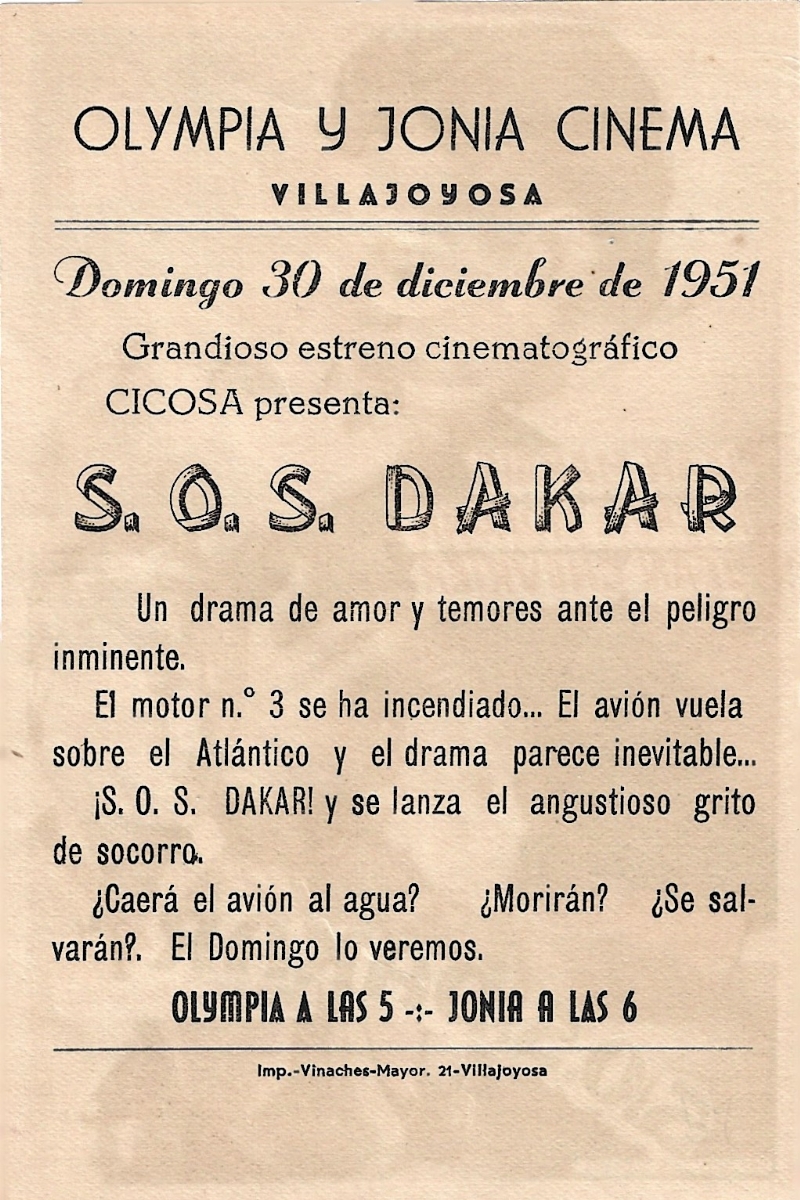 OLYMPIA Y JONIA CINEMA
VILLAJOYOSA
Domingo 30 de diciembre de 1951
Grandioso estreno cinematográfico
CICOSA presenta:
S. O. S. DAKAR
Un drama de amor y temores ante el peligro
inminente.
El motor n.º 3 se ha incendiado... El avión vuela
sobre el Atlántico y el drama parece inevitable...
¡S. O. S. DAKAR! y se lanza el angustioso grito
de socorro.
¿Caerá el avión al agua? ¿Morirán? ¿Se sal-
varán?. El Domingo lo veremos.
OLYMPIA A LAS 5 -:- JONIA A LAS 6
Imp.-Vinaches-Mayor. 21-Villajoyosa